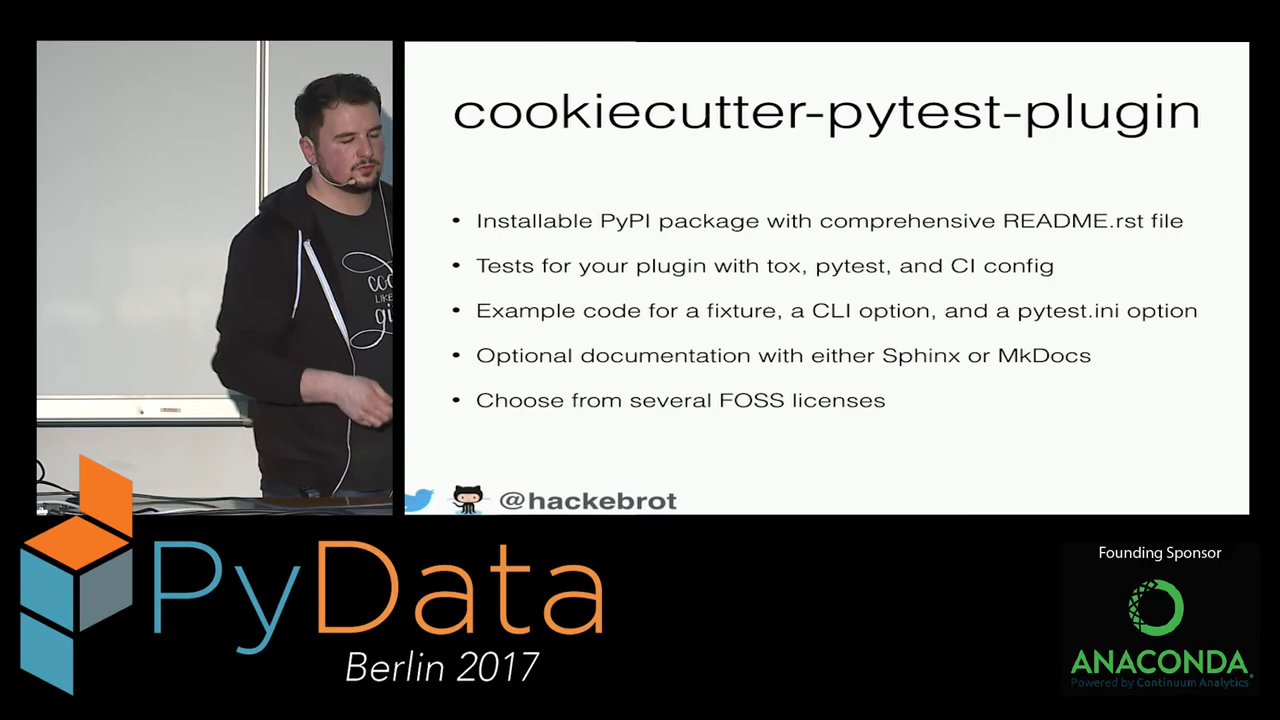 cookiecutter-pytest-plugin
• Installable PyPI package with comprehensive README.rst file
• Tests for your plugin with tox, pytest, and CI config
• Example code for a fixture, a CLI option, and a pytest.ini option
• Optional documentation with either Sphinx or MkDocs
• Choose from several FOSS licenses
@hackebrot
LIKE
PyData
Berlin 2017
Founding Sponsor
ANACONDA
Powered by Continuum Analytics